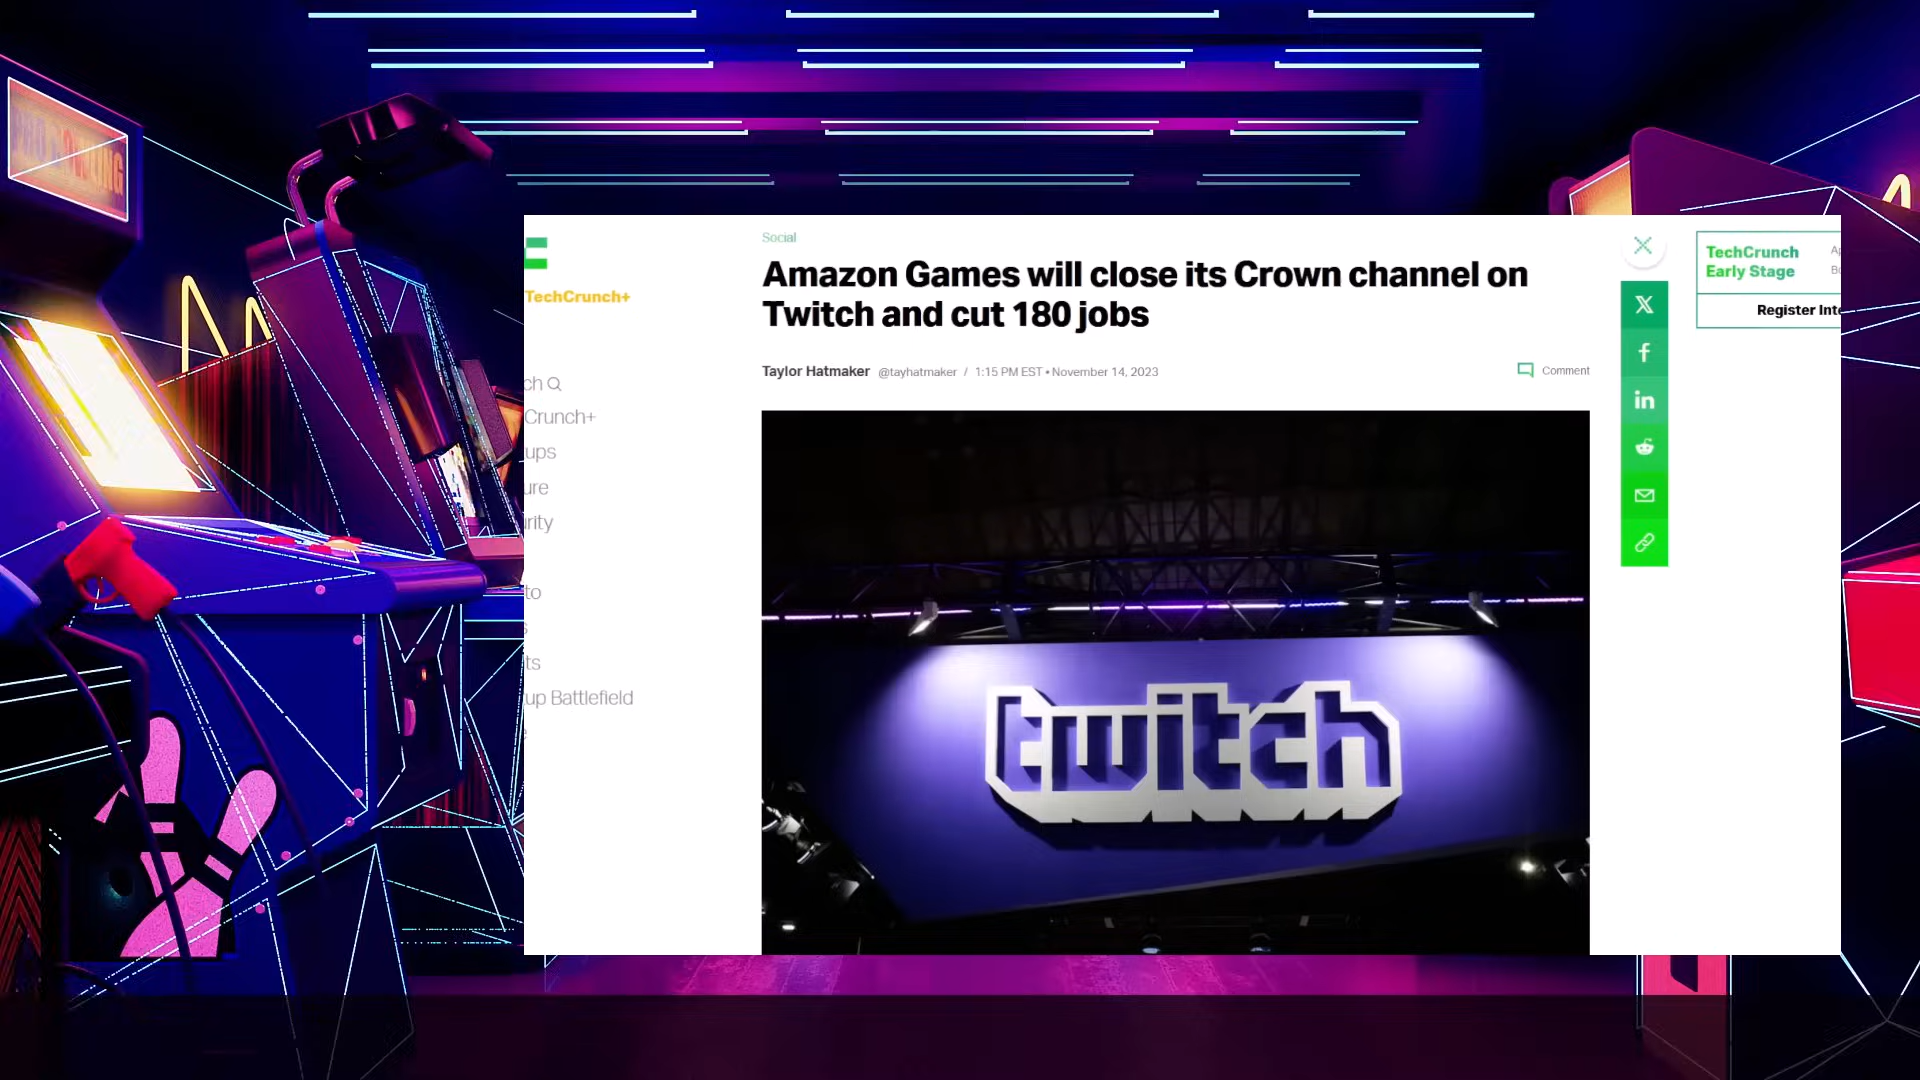 Social
Amazon Games will close its Crown channel on
Twitch and cut 180 jobs
Taylor Hatmaker @tayhatmaker / 1:15 PM EST • November 14, 2023
Comment
TechCrunch+
ch
Crunch+
ups
ure
rity
to
ts
up Battlefield
twitch
X
f
in
TechCrunch
Early Stage
Register Inte